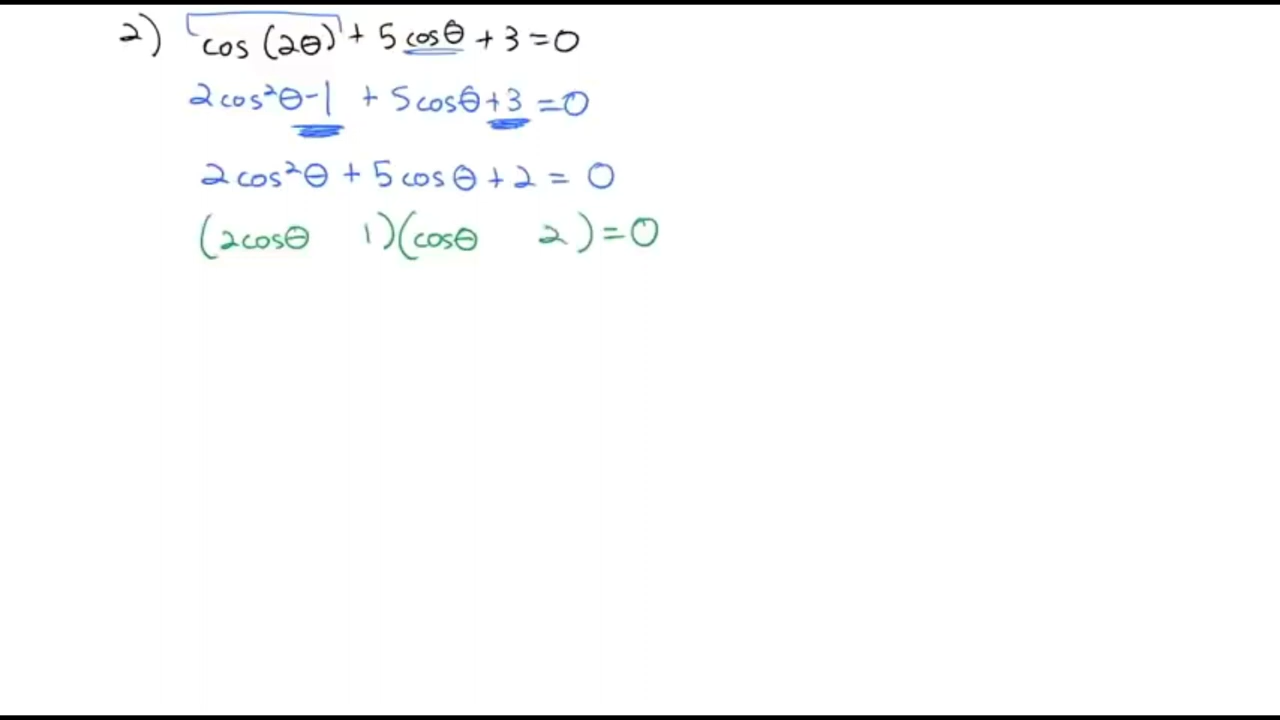 2) cos (2θ) + 5 cosθ + 3 = 0
2cos²θ - 1 + 5cosθ + 3 = 0
2cos²θ + 5cosθ + 2 = 0
(2cosθ 1)(cosθ 2) = 0